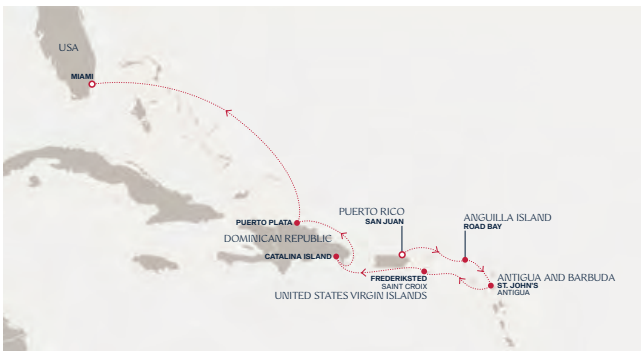 USA
MIAMI
PUERTO PLATA
DOMINICAN REPUBLIC
CATALINA ISLAND
PUERTO RICO
SAN JUAN
ANGUILLA ISLAND
ROAD BAY
FREDERIKSTED
SAINT CROIX
UNITED STATES VIRGIN ISLANDS
ANTIGUA AND BARBUDA
ST. JOHN'S
ANTIGUA